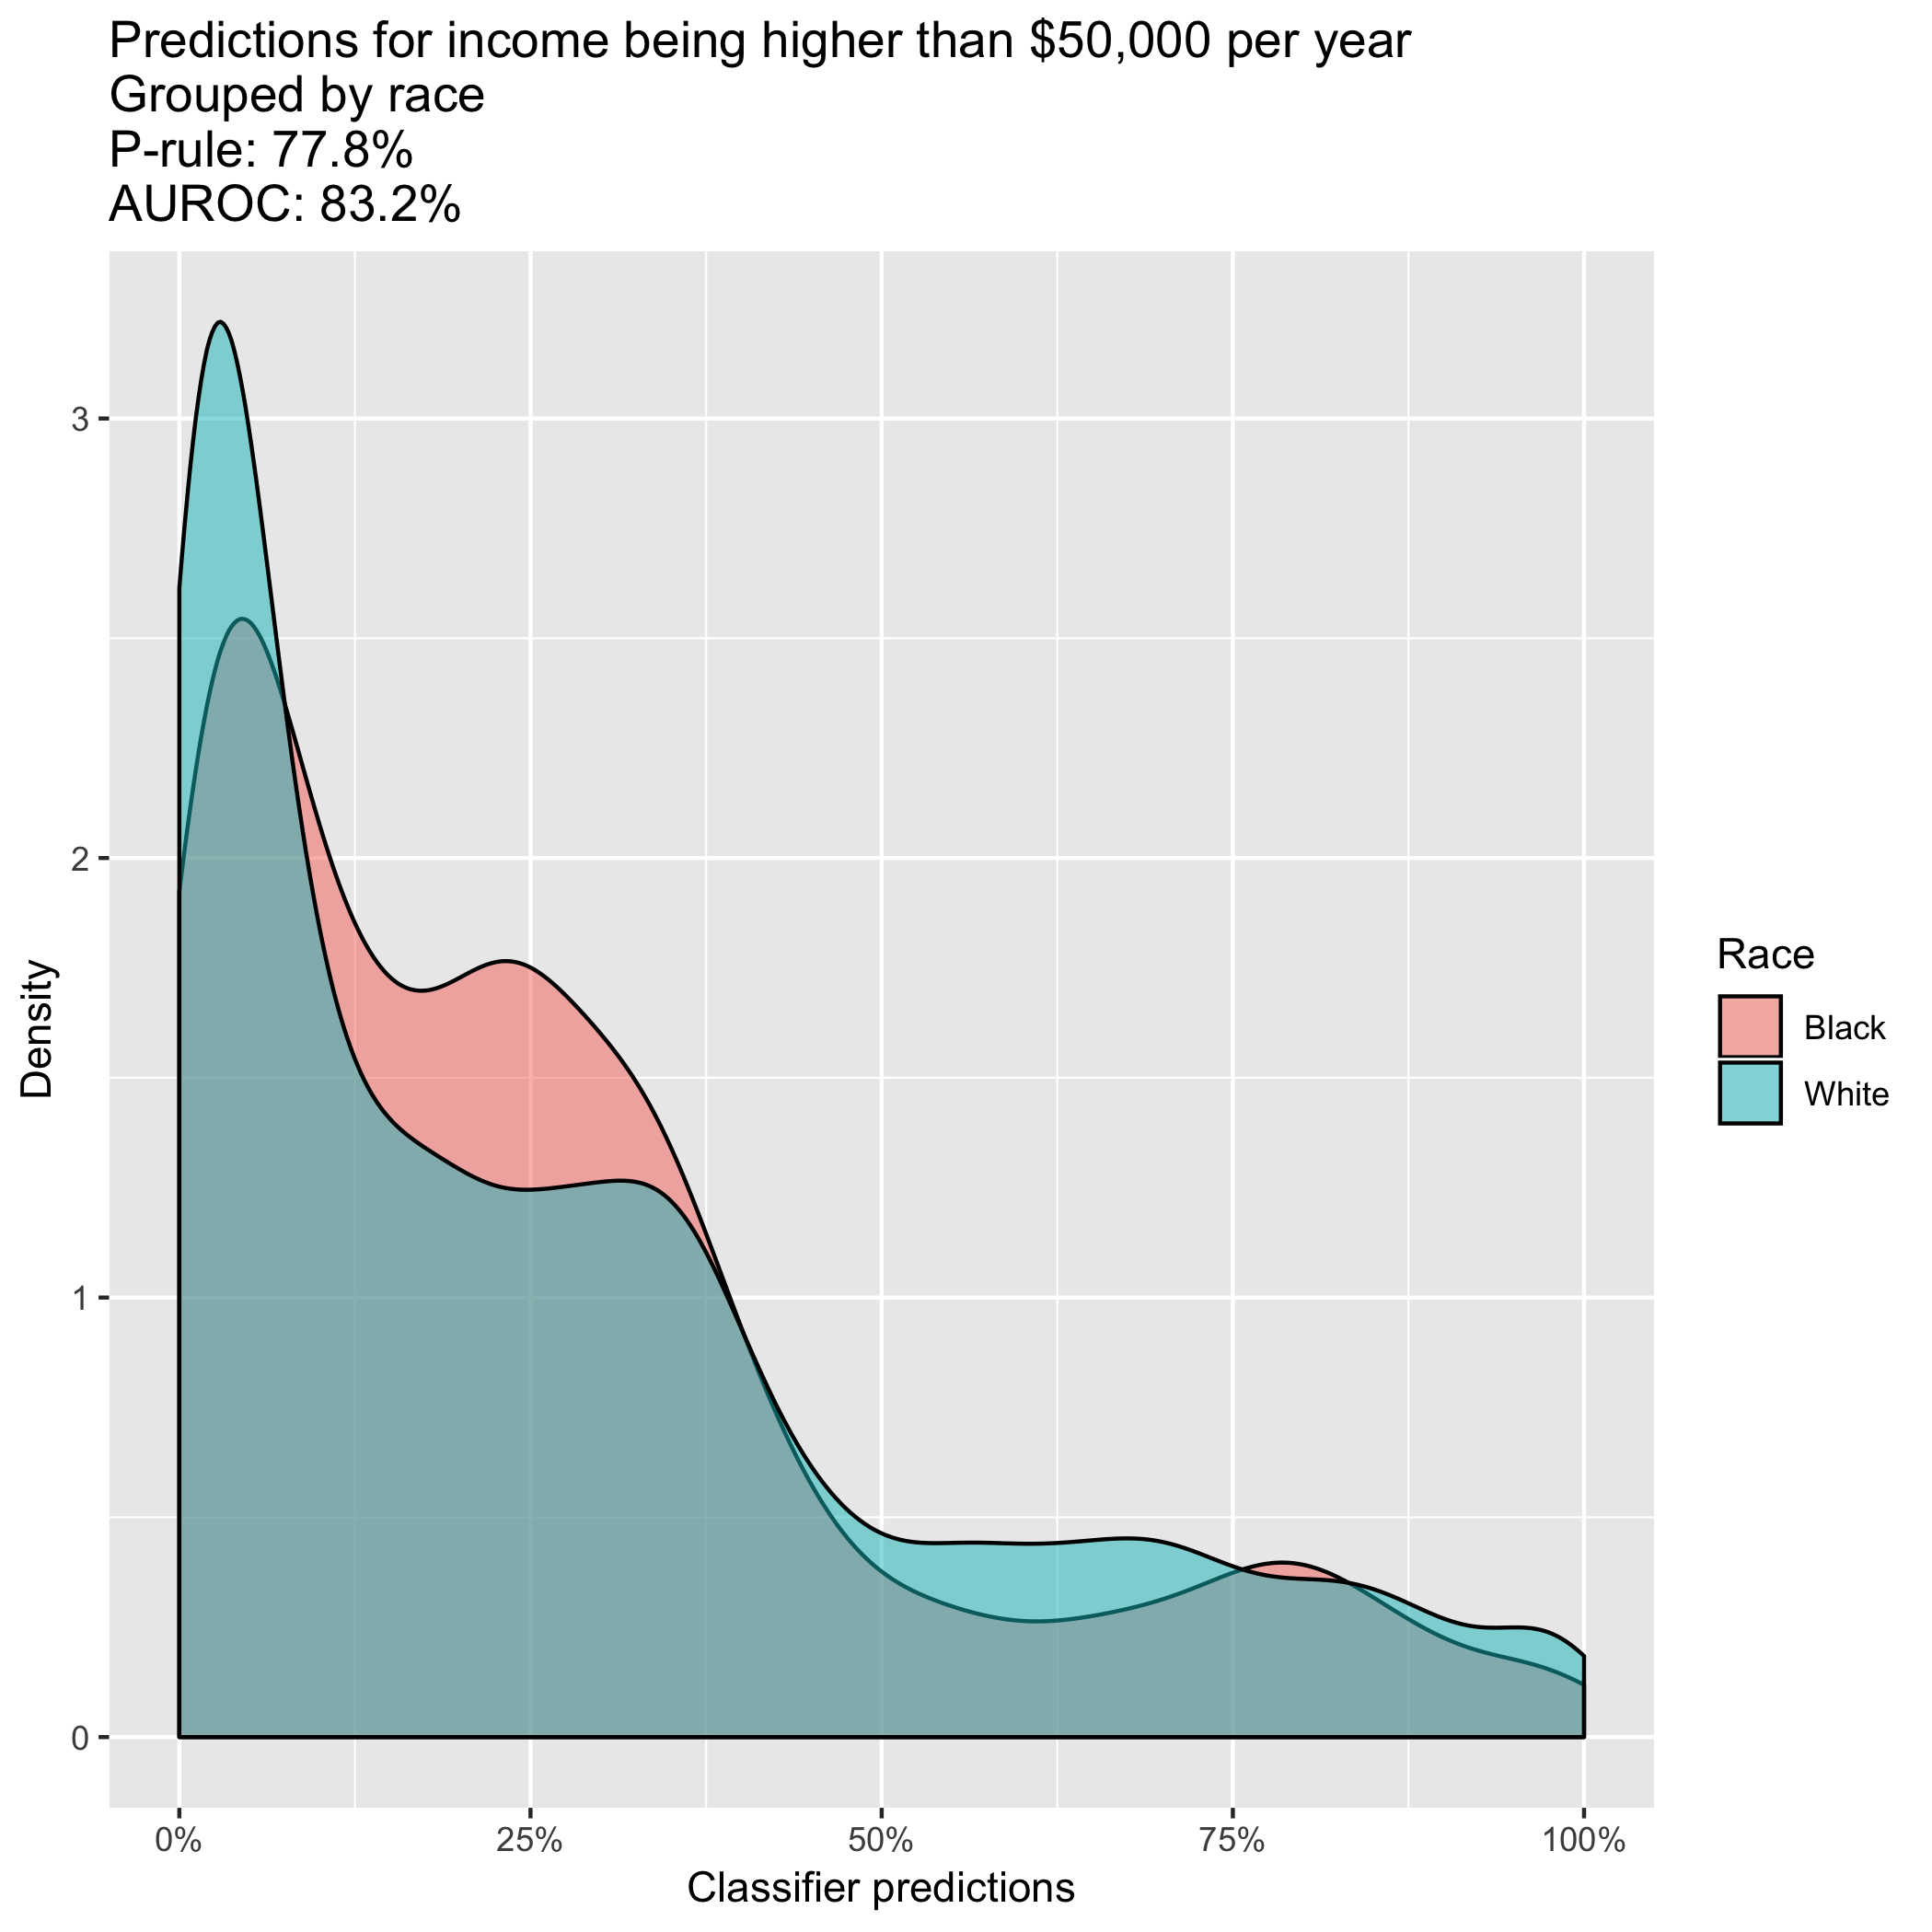 Predictions for income being higher than $50,000 per year
Grouped by race
P-rule: 77.8%
AUROC: 83.2%
3
2
1
0
Density
0% 25% 50% 75% 100%
Classifier predictions
Race
Black
White